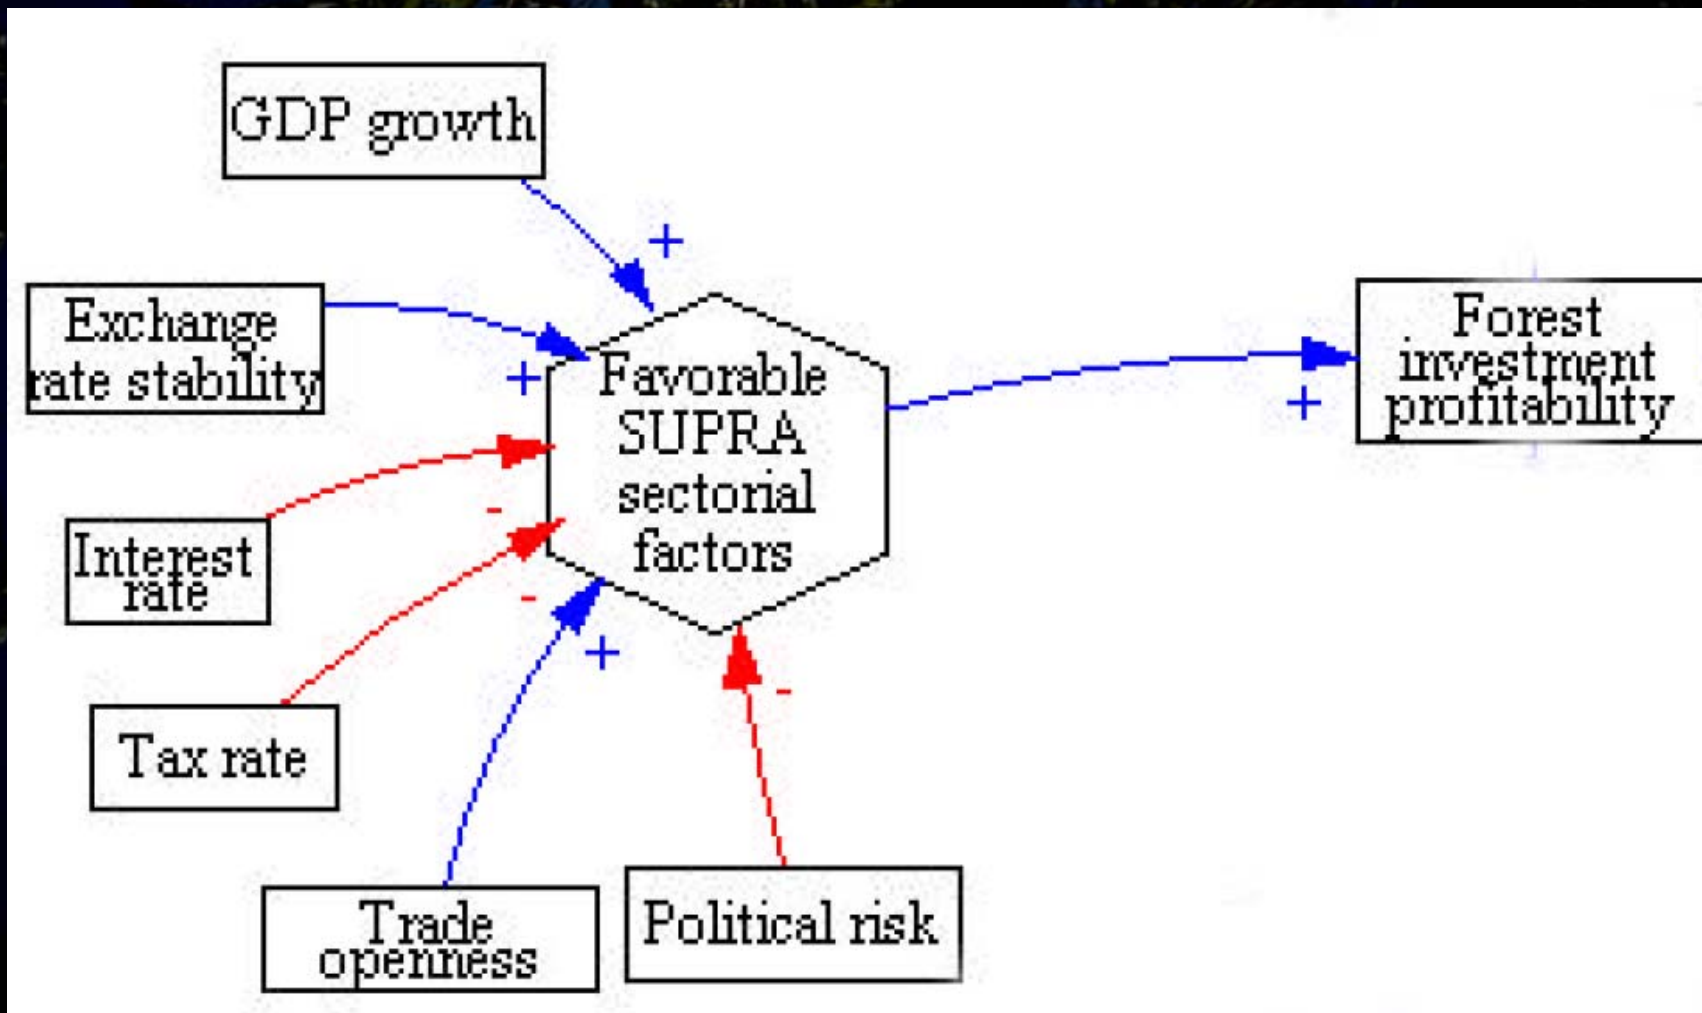 GDP growth
+
Exchange
rate stability
+
Favorable
SUPRA
sectorial
factors
Forest
investment
profitability
+
-
Interest
rate
-
+
Tax rate
-
Trade
openness
Political risk